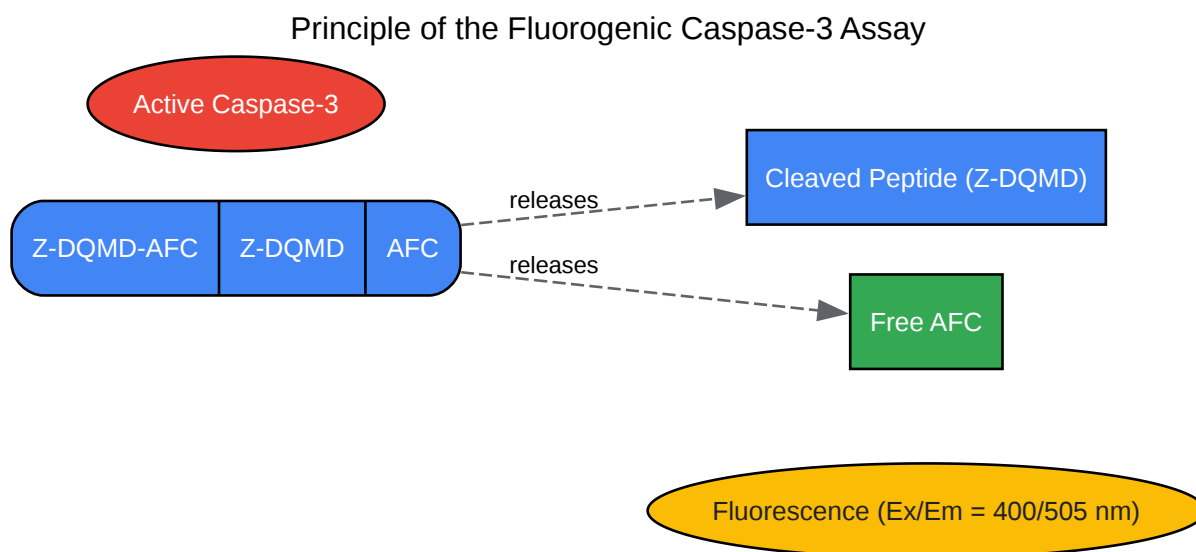 Principle of the Fluorogenic Caspase-3 Assay
Active Caspase-3
Z-DQMD-AFC
Z-DQMD
AFC
releases
releases
Cleaved Peptide (Z-DQMD)
Free AFC
Fluorescence (Ex/Em = 400/505 nm)